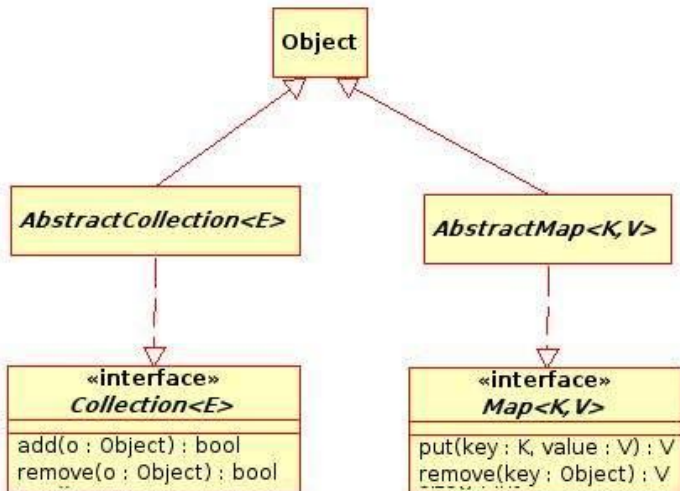 Object
AbstractCollection<E>
AbstractMap<K,V>
«interface»
Collection<E>
add(o : Object) : bool
remove(o : Object) : bool
«interface»
Map<K,V>
put(key : K, value : V) : V
remove(key : Object) : V